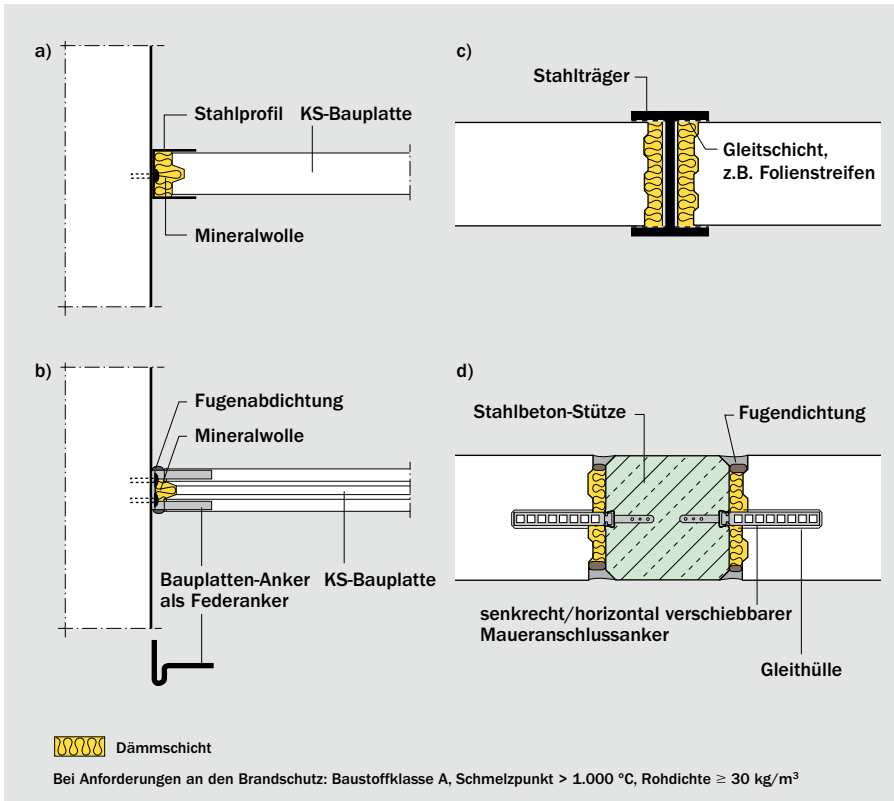 a)
Stahlprofil
KS-Bauplatte
Mineralwolle
b)
Fugenabdichtung
Mineralwolle
Bauplatten-Anker
als Federanker
KS-Bauplatte
c)
Stahlträger
Gleitschicht,
z.B. Folienstreifen
d)
Stahlbeton-Stütze
Fugendichtung
senkrecht/horizontal verschiebbarer
Maueranschlussanker
Gleithülle
Dämmschicht
Bei Anforderungen an den Brandschutz: Baustoffklasse A, Schmelzpunkt > 1.000 ºC, Rohdichte ≥ 30 kg/m³